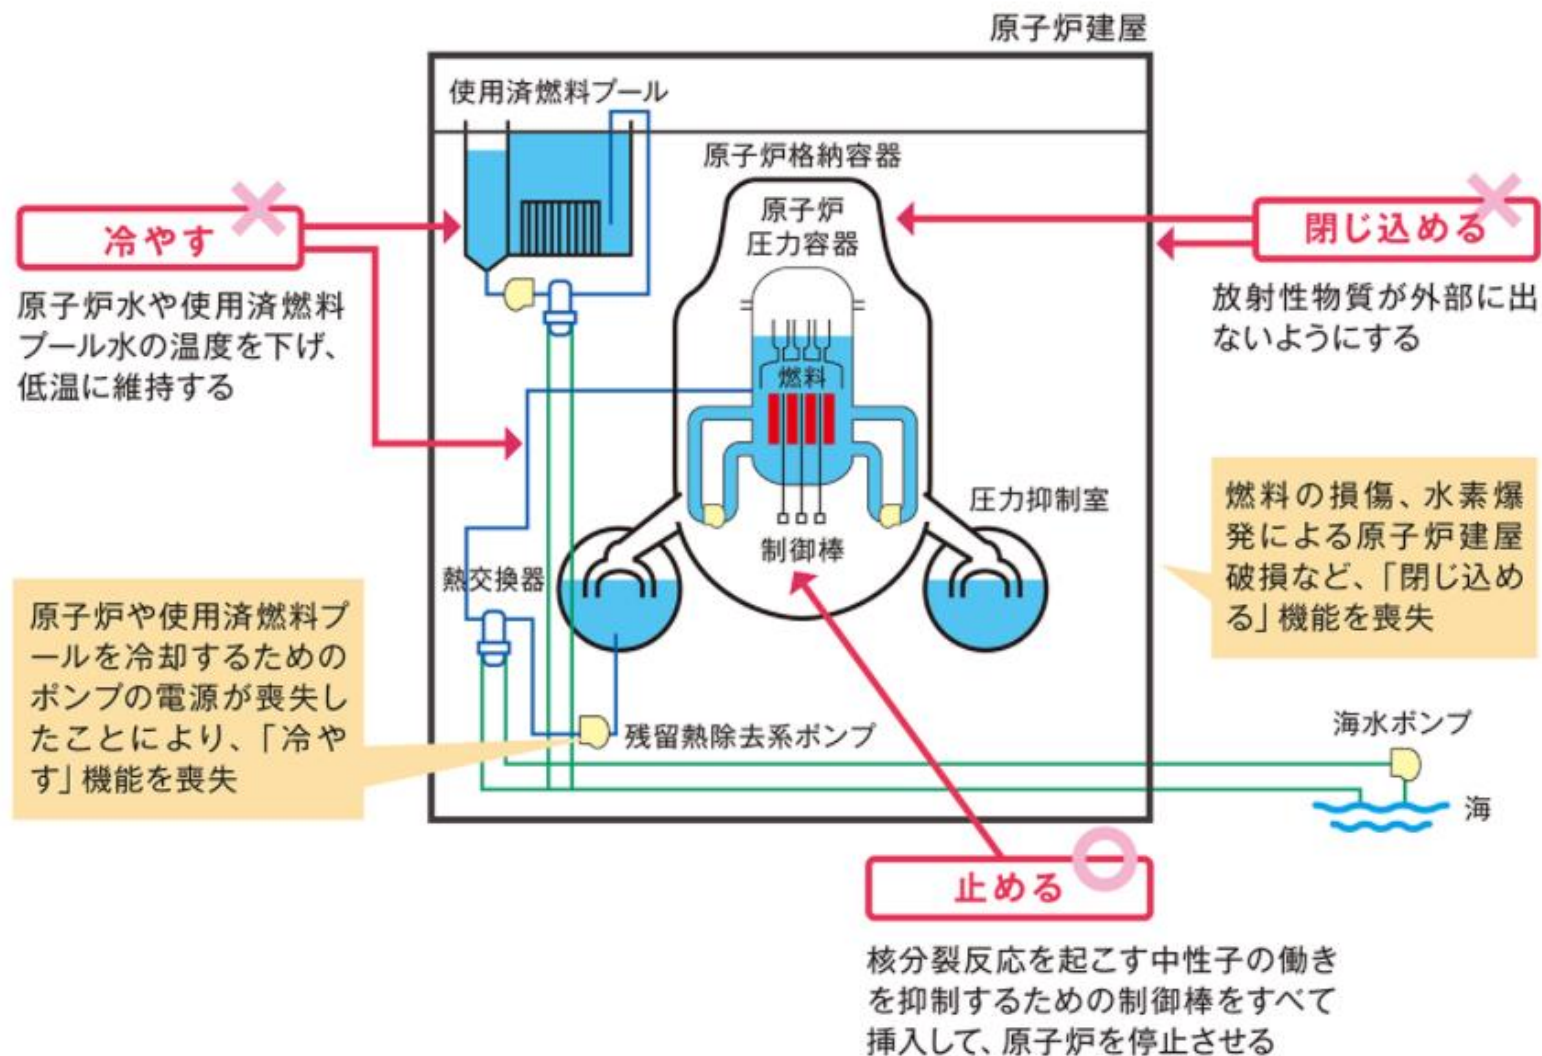 原子炉建屋
使用済燃料プール
原子炉格納容器
原子炉
圧力容器
冷やす
閉じ込める
原子炉水や使用済燃料
プール水の温度を下げ、
低温に維持する
放射性物質が外部に出
ないようにする
燃料
圧力抑制室
制御棒
熱交換器
燃料の損傷、水素爆
発による原子炉建屋
破損など、「閉じ込め
る」機能を喪失
原子炉や使用済燃料プ
ールを冷却するための
ポンプの電源が喪失し
たことにより、「冷や
す」機能を喪失
残留熱除去系ポンプ
海水ポンプ
海
止める
核分裂反応を起こす中性子の働き
を抑制するための制御棒をすべて
挿入して、原子炉を停止させる